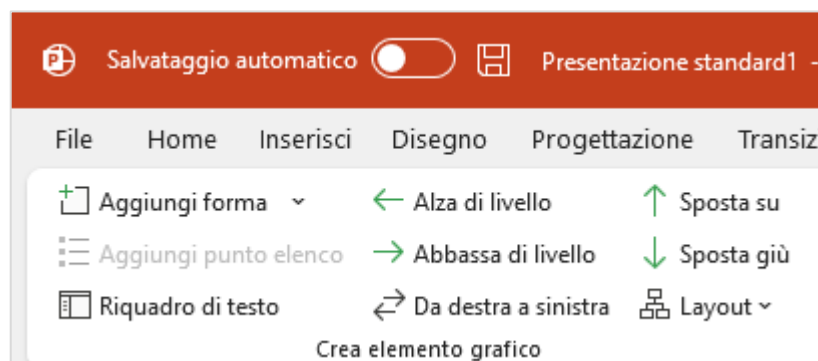 Salvataggio automatico Presentazione standard1 -
File Home Inserisci Disegno Progettazione Transiz
Aggiungi forma Alza di livello Sposta su
Aggiungi punto elenco Abbassa di livello Sposta giù
Riquadro di testo Da destra a sinistra Layout
Crea elemento grafico